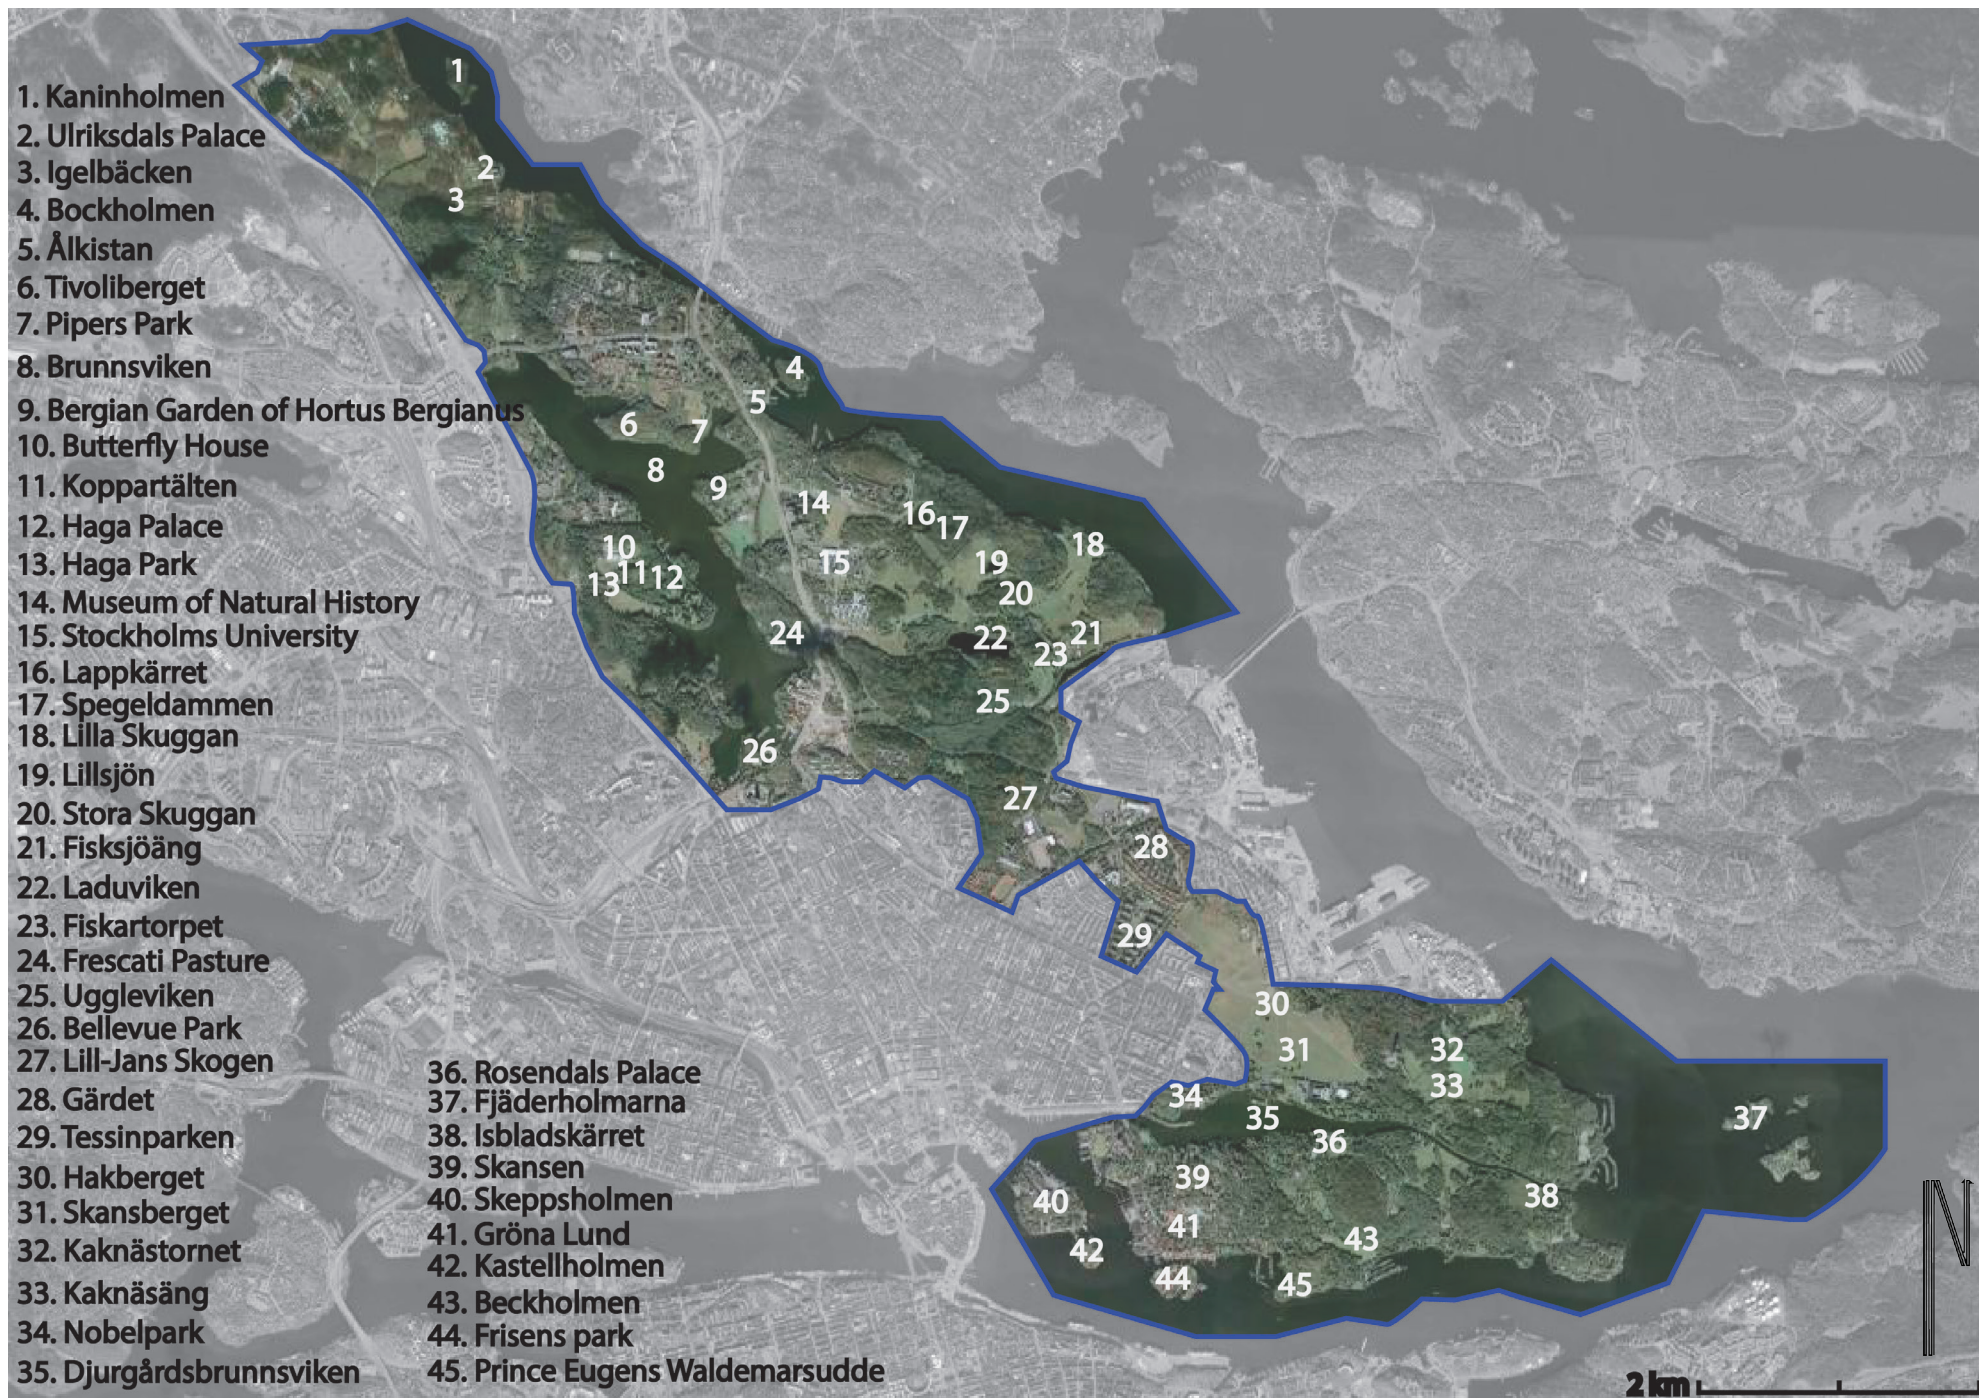 1. Kaninholmen
2. Ulriksdals Palace
3. Igelbäcken
4. Bockholmen
5. Ålkistan
6. Tivoliberget
7. Pipers Park
8. Brunnsviken
9. Bergian Garden of Hortus Bergianus
10. Butterfly House
11. Koppartälten
12. Haga Palace
13. Haga Park
14. Museum of Natural History
15. Stockholms University
16. Lappkärret
17. Spegeldammen
18. Lilla Skuggan
19. Lillsjön
20. Stora Skuggan
21. Fisksjöäng
22. Laduviken
23. Fiskartorpet
24. Frescati Pasture
25. Uggleviken
26. Bellevue Park
27. Lill-Jans Skogen
28. Gärdet
29. Tessinparken
30. Hakberget
31. Skansberget
32. Kaknästornet
33. Kaknäsäng
34. Nobelpark
35. Djurgårdsbrunnsviken
36. Rosendals Palace
37. Fjäderholmarna
38. Isbladskärret
39. Skansen
40. Skeppsholmen
41. Gröna Lund
42. Kastellholmen
43. Beckholmen
44. Frisens park
45. Prince Eugens Waldemarsudde
1
2
3
4
5
6
7
8
9
14
16
17
10
15
18
19
11
12
13
20
24
22
21
23
25
26
27
28
29
30
31
32
33
34
35
37
36
39
38
40
41
42
43
44
45
N
2 km